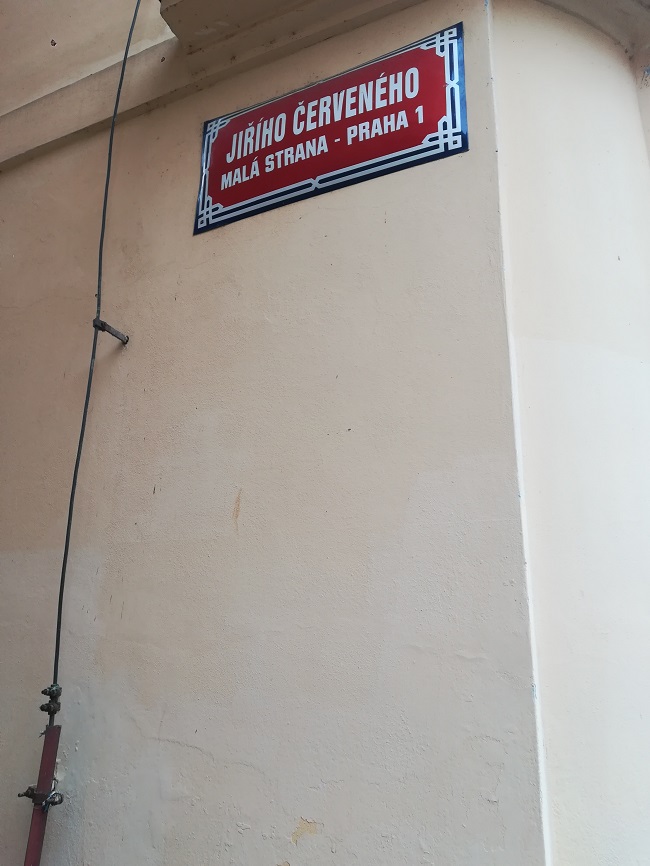 JIŘÍHO ČERVENÉHO
MALÁ STRANA - PRAHA 1